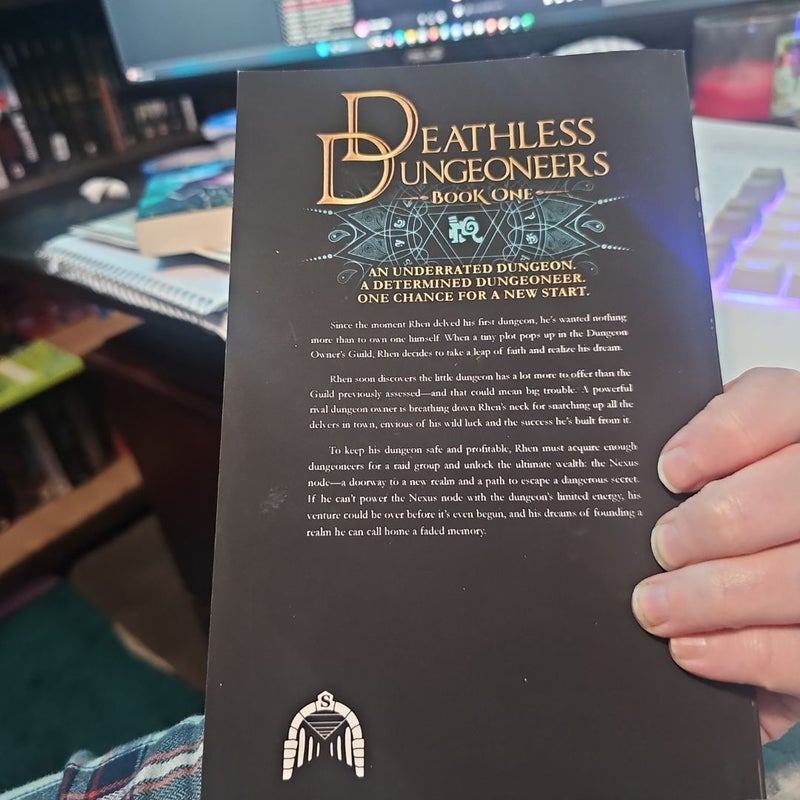 DEATHLESS
DUNGEONEERS
BOOK ONE
AN UNDERRATED DUNGEON.
A DETERMINED DUNGEONEER.
ONE CHANCE FOR A NEW START.
Since the moment Rhen delved his first dungeon, he's wanted nothing
more than to own one himself. When a tiny plot pops up in the Dungeon
Owner's Guild, Rhen decides to take a leap of faith and realize his dream.
Rhen soon discovers the little dungeon has a lot more to offer than the
Guild previously assessed—and that could mean big trouble. A powerful
rival dungeon owner is breathing down Rhen's neck for snatching up all the
delvers in town, envious of his wild luck and the success he's built from it.
To keep his dungeon safe and profitable, Rhen must acquire enough
dungeoneers for a raid group and unlock the ultimate wealth: the Nexus
node—a doorway to a new realm and a path to escape a dangerous secret.
If he can't power the Nexus node with the dungeon's limited energy, his
venture could be over before it's even begun, and his dreams of founding a
realm he can call home a faded memory.
S